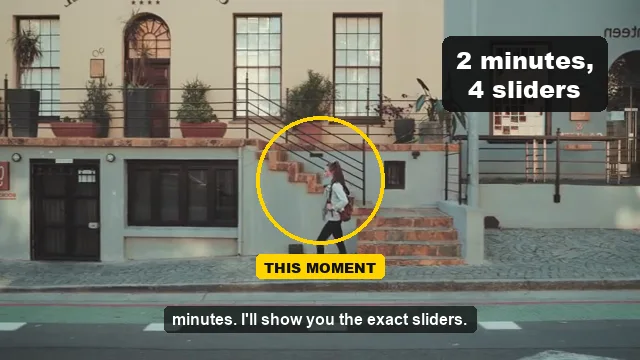 2 minutes,
4 sliders
THIS MOMENT
minutes. I'll show you the exact sliders.